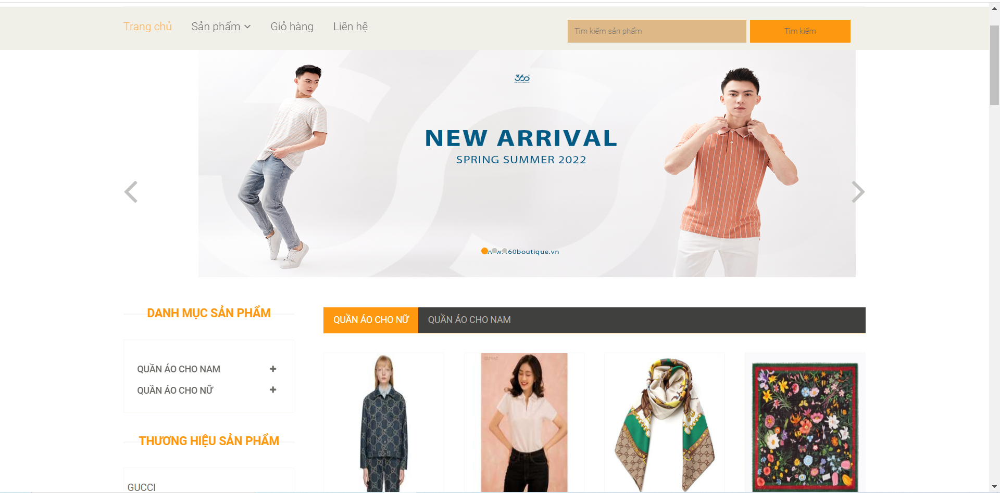 Trang chủ
Sản phẩm
Giỏ hàng
Liên hệ
Tìm kiếm sản phẩm
Tìm kiếm
360
NEW ARRIVAL
SPRING SUMMER 2022
60boutique.vn
DANH MỤC SẢN PHẨM
QUẦN ÁO CHO NAM
QUẦN ÁO CHO NỮ
THƯƠNG HIỆU SẢN PHẨM
GUCCI
QUẦN ÁO CHO NỮ
QUẦN ÁO CHO NAM